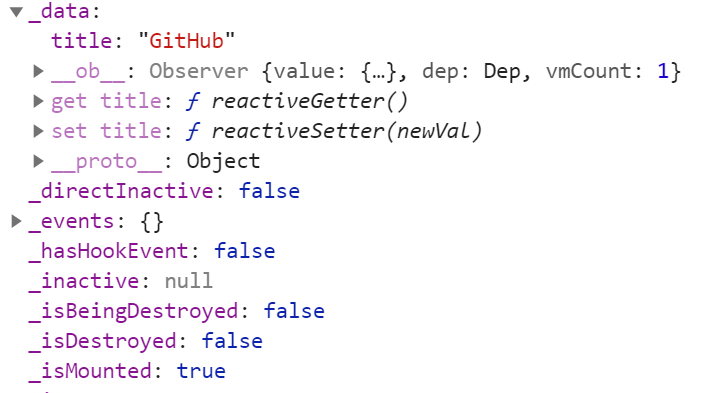 _data:
title: "GitHub"
__ob__: Observer {value: {…}, dep: Dep, vmCount: 1}
get title: ƒ reactiveGetter()
set title: ƒ reactiveSetter(newVal)
__proto__: Object
_directInactive: false
_events: {}
_hasHookEvent: false
_inactive: null
_isBeingDestroyed: false
_isDestroyed: false
_isMounted: true